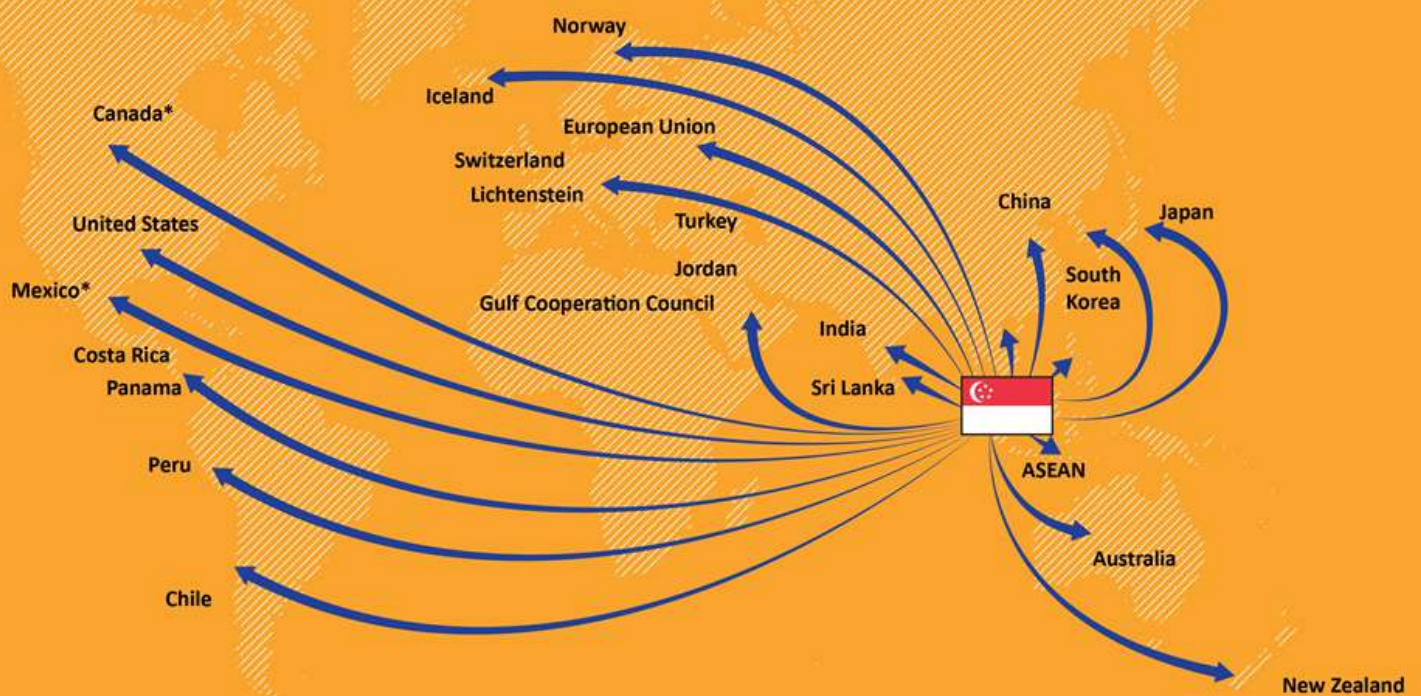 Norway
Iceland
Canada*
European Union
Switzerland
Lichtenstein
China
Japan
United States
Turkey
Jordan
South
Korea
Mexico*
Gulf Cooperation Council
India
Costa Rica
Panama
Sri Lanka
Peru
ASEAN
Australia
Chile
New Zealand